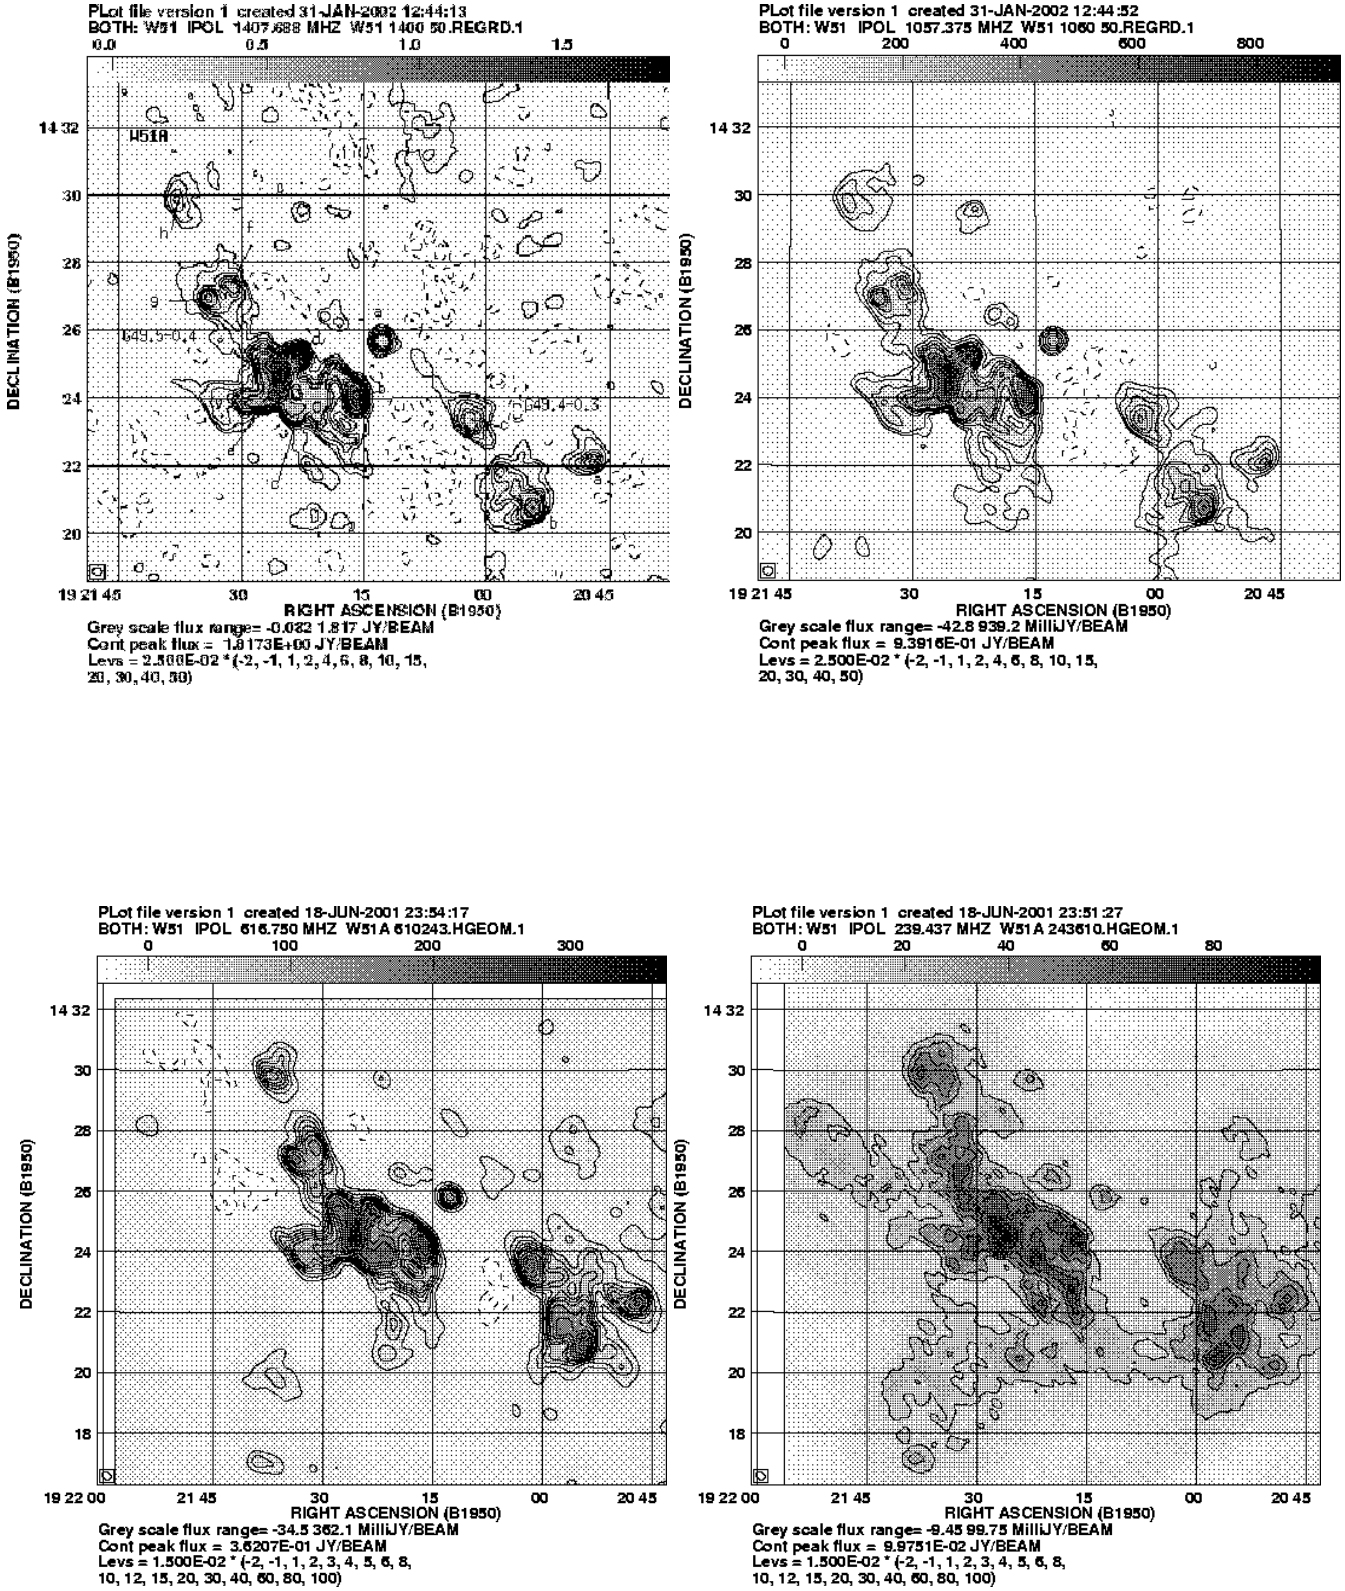 PLot file version 1 created 31-JAN-2002 12:44:13
BOTH: W51 IPOL 1407.688 MHZ W51 1400 50.REGRD.1
0.0 0.5 1.0 1.5
W51A
14 32
30
28
26
24
22
20
h
f
g
G49.5-0.4
d
G49.4-0.3
a
b
DECLINATION (B1950)
19 21 45 30 15 00 20 45
RIGHT ASCENSION (B1950)
Grey scale flux range= -0.082 1.817 JY/BEAM
Cont peak flux = 1.8173E+00 JY/BEAM
Levs = 2.500E-02 * (-2, -1, 1, 2, 4, 6, 8, 10, 15,
20, 30, 40, 50)
PLot file version 1 created 31-JAN-2002 12:44:52
BOTH: W51 IPOL 1057.375 MHZ W51 1060 50.REGRD.1
0 200 400 600 800
14 32
30
28
26
24
22
20
DECLINATION (B1950)
19 21 45 30 15 00 20 45
RIGHT ASCENSION (B1950)
Grey scale flux range= -42.8 939.2 MilliJY/BEAM
Cont peak flux = 9.3916E-01 JY/BEAM
Levs = 2.500E-02 * (-2, -1, 1, 2, 4, 6, 8, 10, 15,
20, 30, 40, 50)
PLot file version 1 created 18-JUN-2001 23:54:17
BOTH: W51 IPOL 616.750 MHZ W51A 610243.HGEOM.1
0 100 200 300
14 32
30
28
26
24
22
20
18
DECLINATION (B1950)
19 22 00 21 45 30 15 00 20 45
RIGHT ASCENSION (B1950)
Grey scale flux range= -34.5 362.1 MilliJY/BEAM
Cont peak flux = 3.6207E-01 JY/BEAM
Levs = 1.500E-02 * (-2, -1, 1, 2, 3, 4, 5, 6, 8,
10, 12, 15, 20, 30, 40, 60, 80, 100)
PLot file version 1 created 18-JUN-2001 23:51:27
BOTH: W51 IPOL 239.437 MHZ W51A 243610.HGEOM.1
0 20 40 60 80
14 32
30
28
26
24
22
20
18
DECLINATION (B1950)
19 22 00 21 45 30 15 00 20 45
RIGHT ASCENSION (B1950)
Grey scale flux range= -9.45 99.75 MilliJY/BEAM
Cont peak flux = 9.9751E-02 JY/BEAM
Levs = 1.500E-02 * (-2, -1, 1, 2, 3, 4, 5, 6, 8,
10, 12, 15, 20, 30, 40, 60, 80, 100)